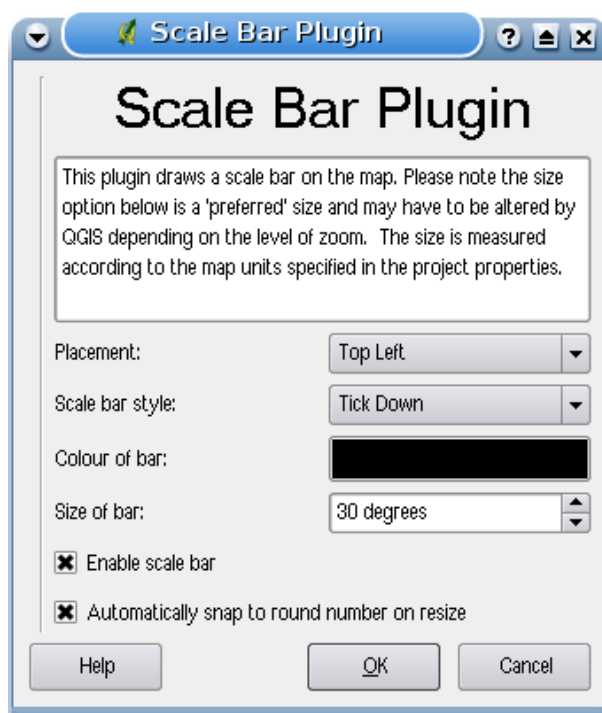 Scale Bar Plugin
Scale Bar Plugin
This plugin draws a scale bar on the map. Please note the size
option below is a 'preferred' size and may have to be altered by
QGIS depending on the level of zoom.  The size is measured
according to the map units specified in the project properties.
Placement:
Top Left
Scale bar style:
Tick Down
Colour of bar:
Size of bar:
30 degrees
Enable scale bar
Automatically snap to round number on resize
Help
OK
Cancel